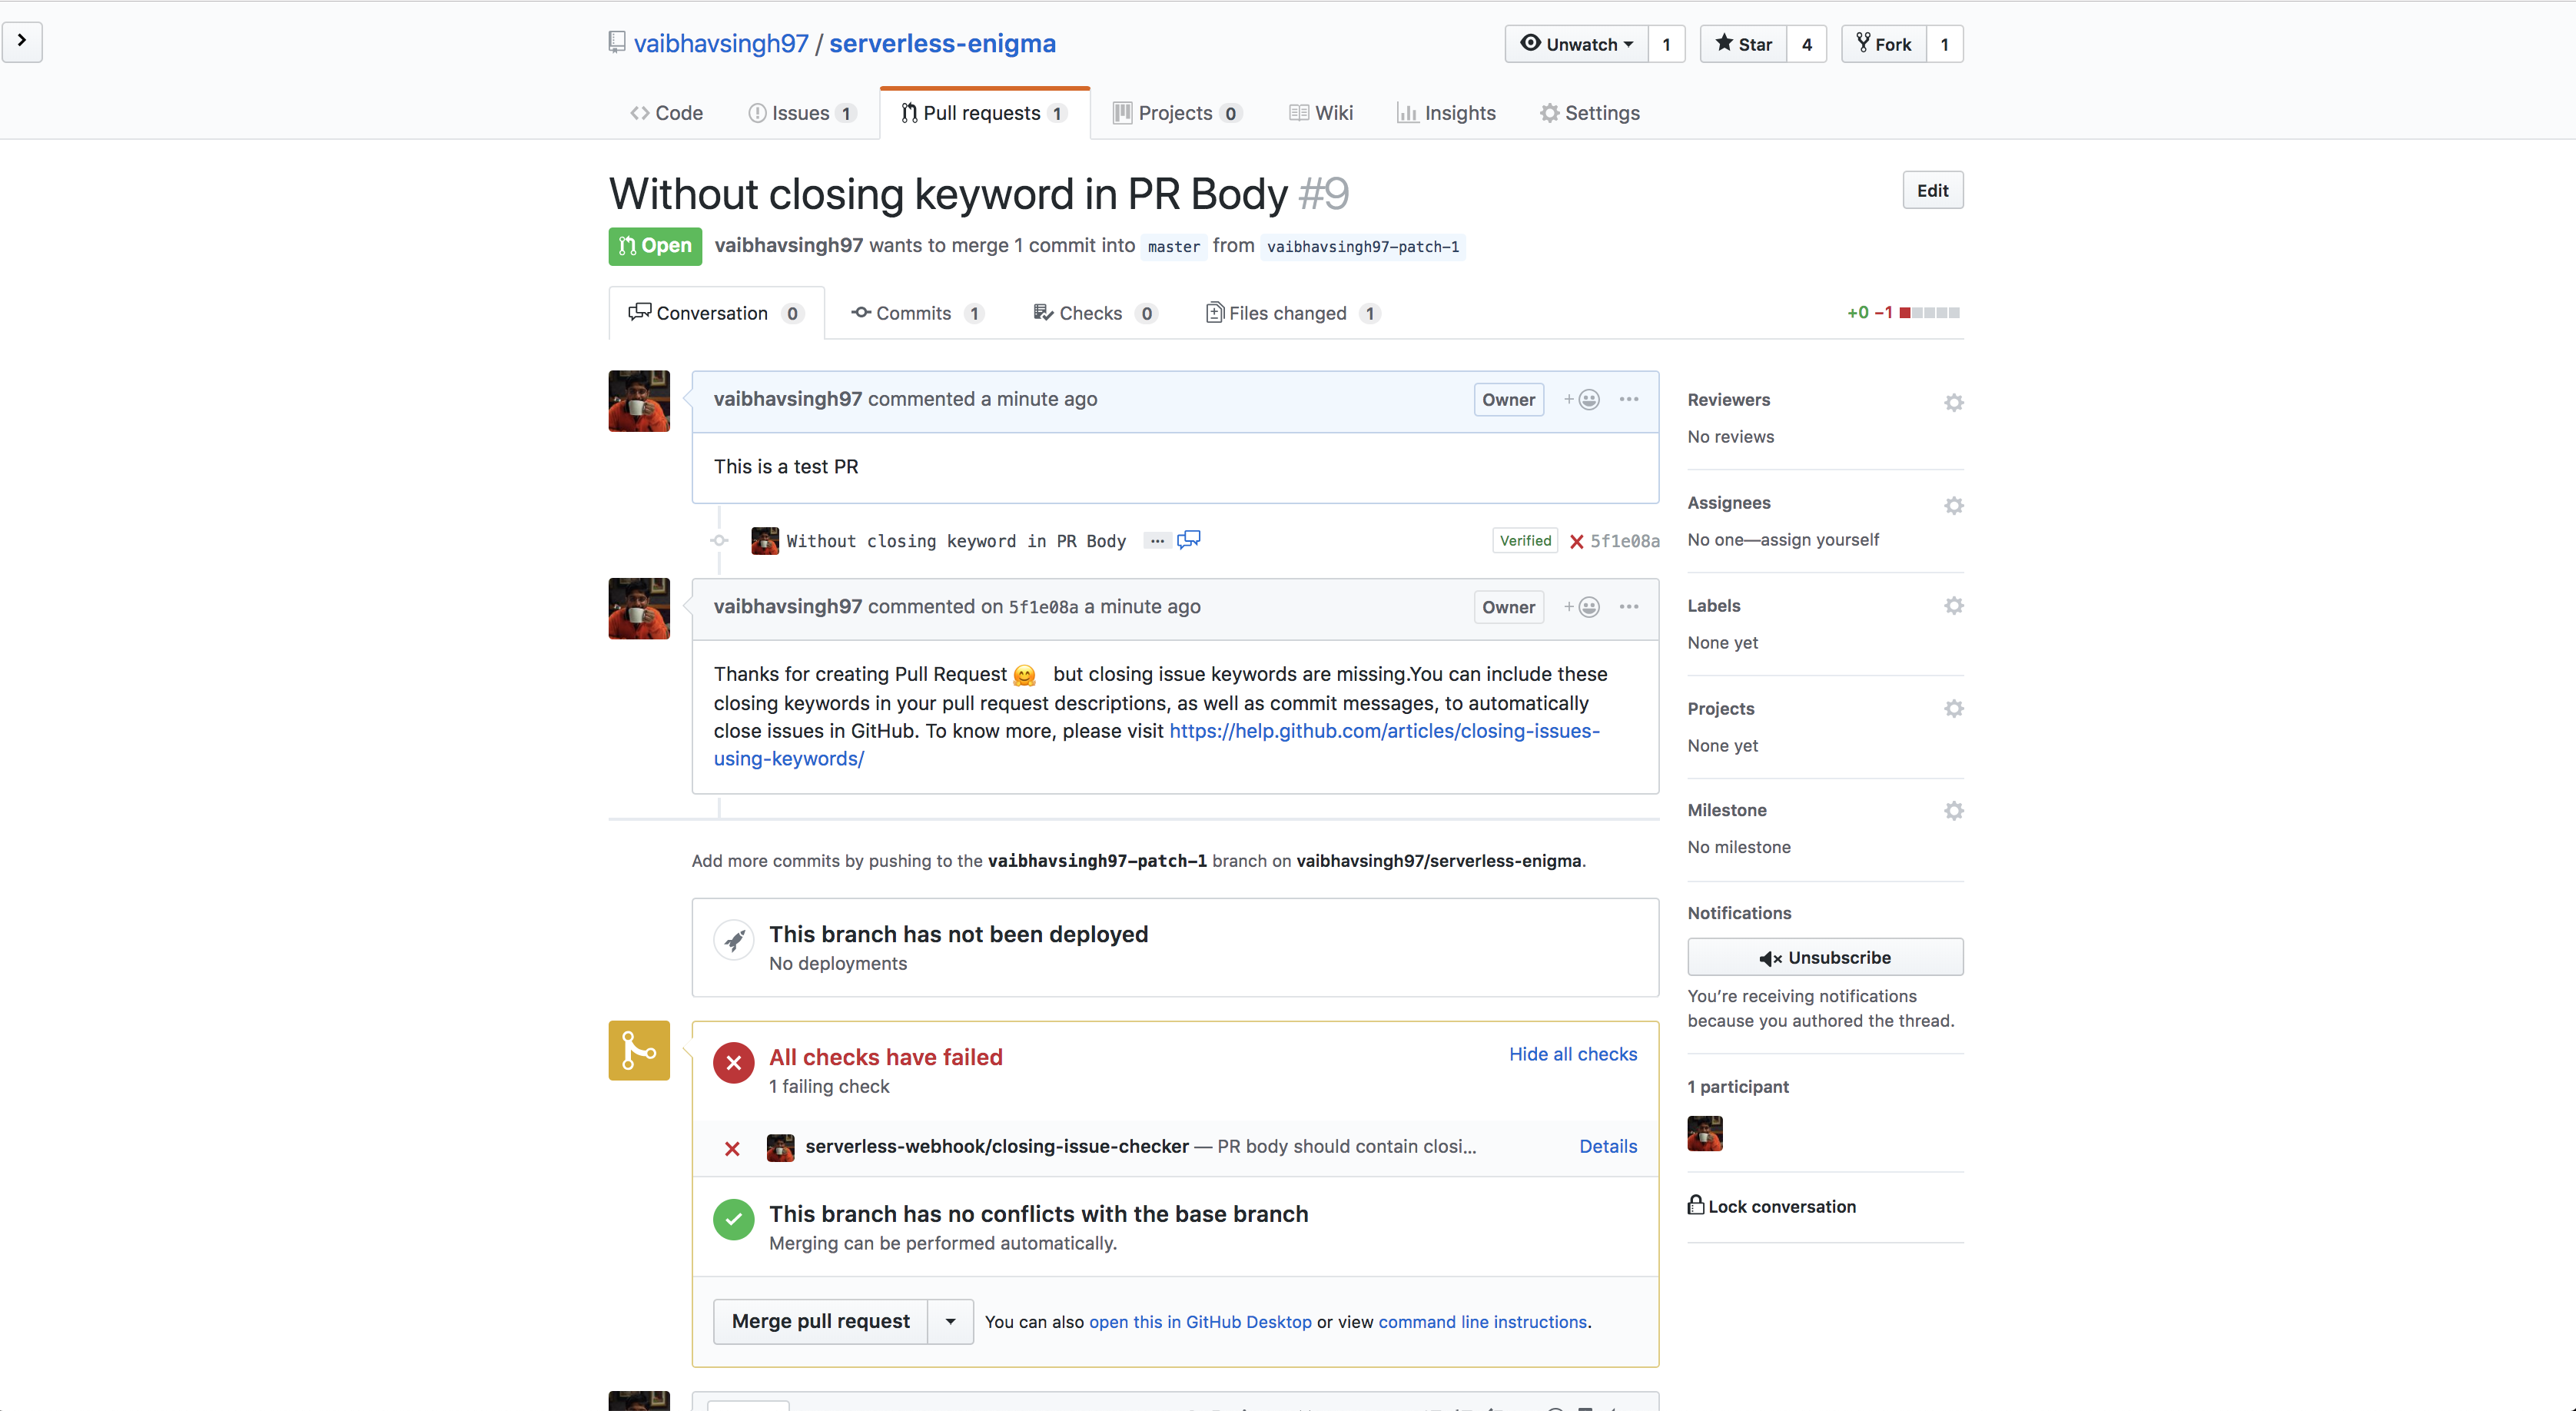 vaibhavsingh97 / serverless-enigma
Unwatch 1 Star 4 Fork 1
Code Issues 1 Pull requests 1 Projects 0 Wiki Insights Settings
Without closing keyword in PR Body #9
Edit
Open vaibhavsingh97 wants to merge 1 commit into master from vaibhavsingh97-patch-1
Conversation 0 Commits 1 Checks 0 Files changed 1
+0 −1
vaibhavsingh97 commented a minute ago
Owner
This is a test PR
Without closing keyword in PR Body
Verified 5f1e08a
vaibhavsingh97 commented on 5f1e08a a minute ago
Owner
Thanks for creating Pull Request 🤗 but closing issue keywords are missing.You can include these
closing keywords in your pull request descriptions, as well as commit messages, to automatically
close issues in GitHub. To know more, please visit https://help.github.com/articles/closing-issues-
using-keywords/
Add more commits by pushing to the vaibhavsingh97-patch-1 branch on vaibhavsingh97/serverless-enigma.
This branch has not been deployed
No deployments
All checks have failed
Hide all checks
1 failing check
serverless-webhook/closing-issue-checker — PR body should contain closi...
Details
This branch has no conflicts with the base branch
Merging can be performed automatically.
Merge pull request
You can also open this in GitHub Desktop or view command line instructions.
Reviewers
No reviews
Assignees
No one—assign yourself
Labels
None yet
Projects
None yet
Milestone
No milestone
Notifications
Unsubscribe
You’re receiving notifications
because you authored the thread.
1 participant
Lock conversation